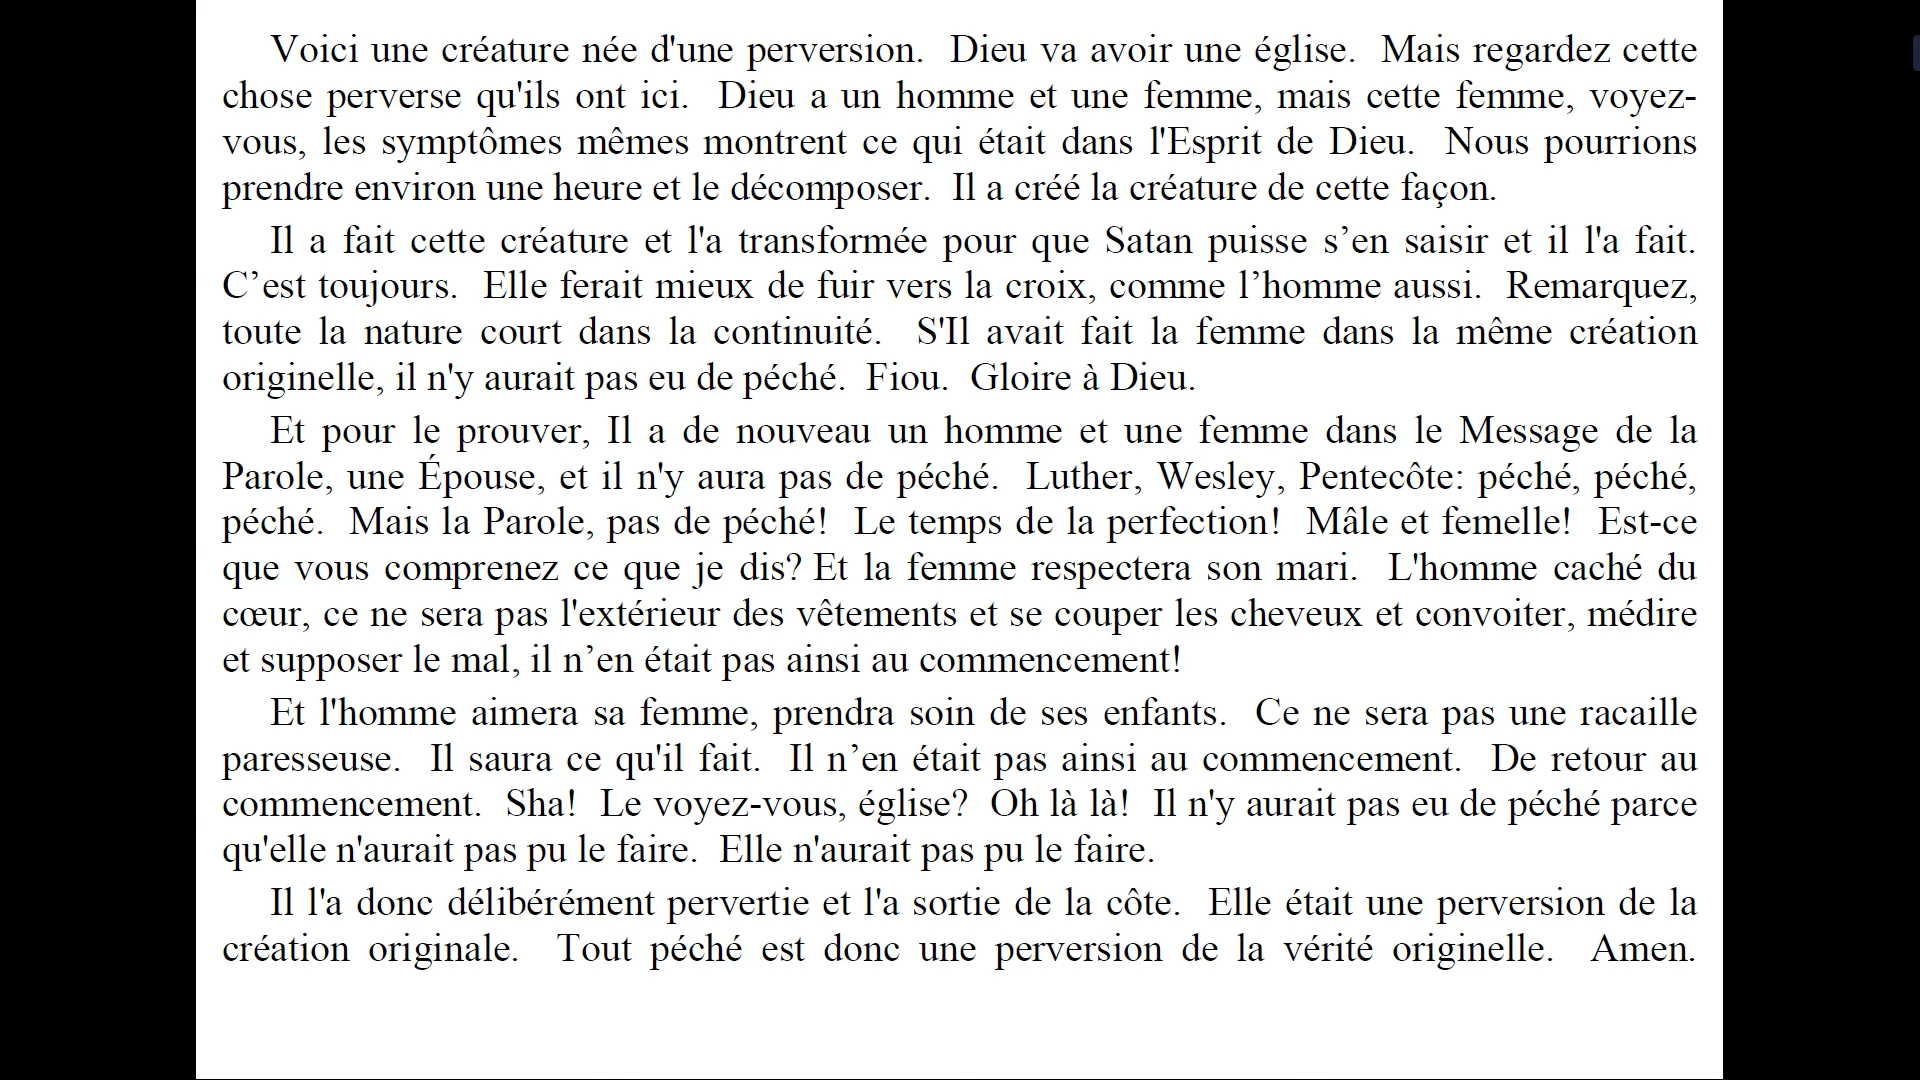 Voici une créature née d'une perversion.  Dieu va avoir une église.  Mais regardez cette
chose perverse qu'ils ont ici.  Dieu a un homme et une femme, mais cette femme, voyez-
vous, les symptômes mêmes montrent ce qui était dans l'Esprit de Dieu.  Nous pourrions
prendre environ une heure et le décomposer.  Il a créé la créature de cette façon.
Il a fait cette créature et l'a transformée pour que Satan puisse s’en saisir et il l'a fait.
C’est toujours.  Elle ferait mieux de fuir vers la croix, comme l’homme aussi.  Remarquez,
toute la nature court dans la continuité.  S'Il avait fait la femme dans la même création
originelle, il n'y aurait pas eu de péché.  Fiou.  Gloire à Dieu.
Et pour le prouver, Il a de nouveau un homme et une femme dans le Message de la
Parole, une Épouse, et il n'y aura pas de péché.  Luther, Wesley, Pentecôte: péché, péché,
péché.  Mais la Parole, pas de péché!  Le temps de la perfection!  Mâle et femelle!  Est-ce
que vous comprenez ce que je dis? Et la femme respectera son mari.  L'homme caché du
cœur, ce ne sera pas l'extérieur des vêtements et se couper les cheveux et convoiter, médire
et supposer le mal, il n’en était pas ainsi au commencement!
Et l'homme aimera sa femme, prendra soin de ses enfants.  Ce ne sera pas une racaille
paresseuse.  Il saura ce qu'il fait.  Il n’en était pas ainsi au commencement.  De retour au
commencement.  Sha!  Le voyez-vous, église?  Oh là là!  Il n'y aurait pas eu de péché parce
qu'elle n'aurait pas pu le faire.  Elle n'aurait pas pu le faire.
Il l'a donc délibérément pervertie et l'a sortie de la côte.  Elle était une perversion de la
création originale.  Tout péché est donc une perversion de la vérité originelle.  Amen.